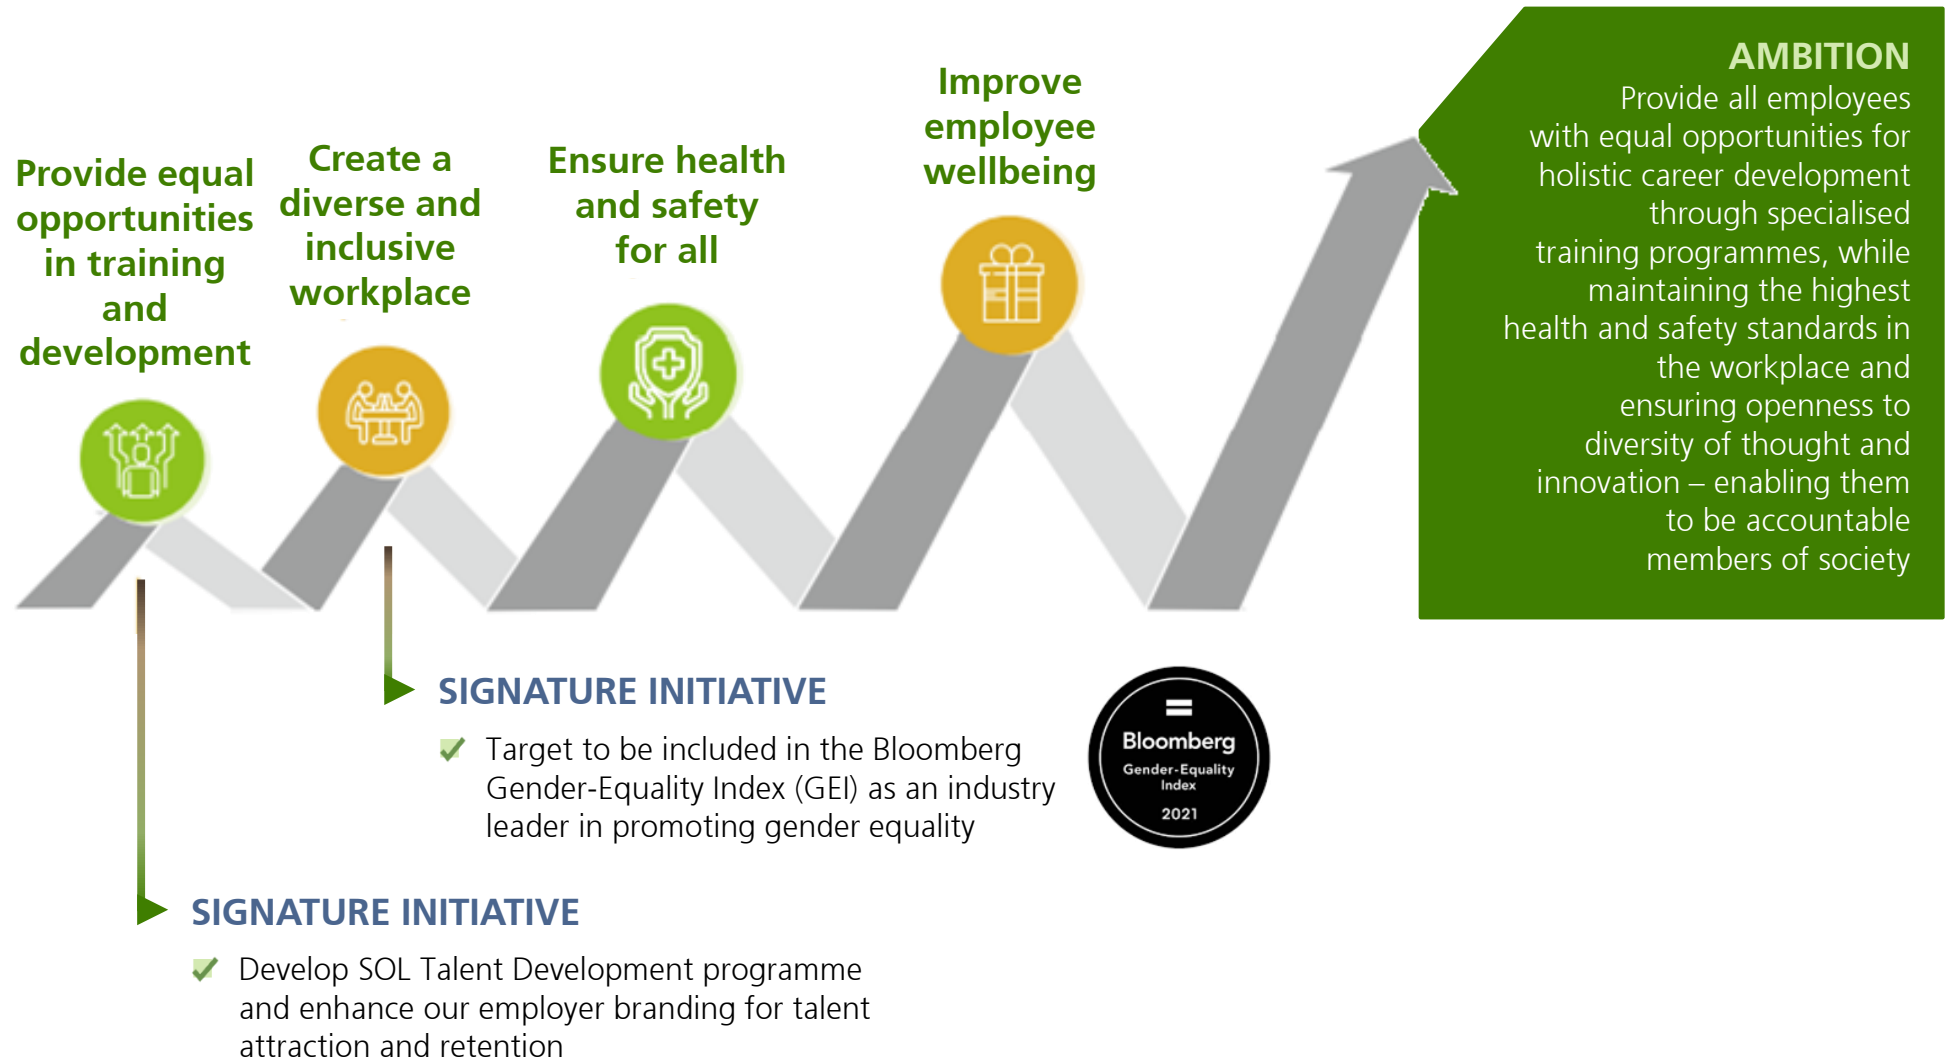 Provide equal
opportunities
in training
and
development
Create a
diverse and
inclusive
workplace
Ensure health
and safety
for all
Improve
employee
wellbeing
AMBITION
Provide all employees
with equal opportunities for
holistic career development
through specialised
training programmes, while
maintaining the highest
health and safety standards in
the workplace and
ensuring openness to
diversity of thought and
innovation – enabling them
to be accountable
members of society
SIGNATURE INITIATIVE
Target to be included in the Bloomberg
Gender-Equality Index (GEI) as an industry
leader in promoting gender equality
Bloomberg
Gender-Equality
Index
2021
SIGNATURE INITIATIVE
Develop SOL Talent Development programme
and enhance our employer branding for talent
attraction and retention